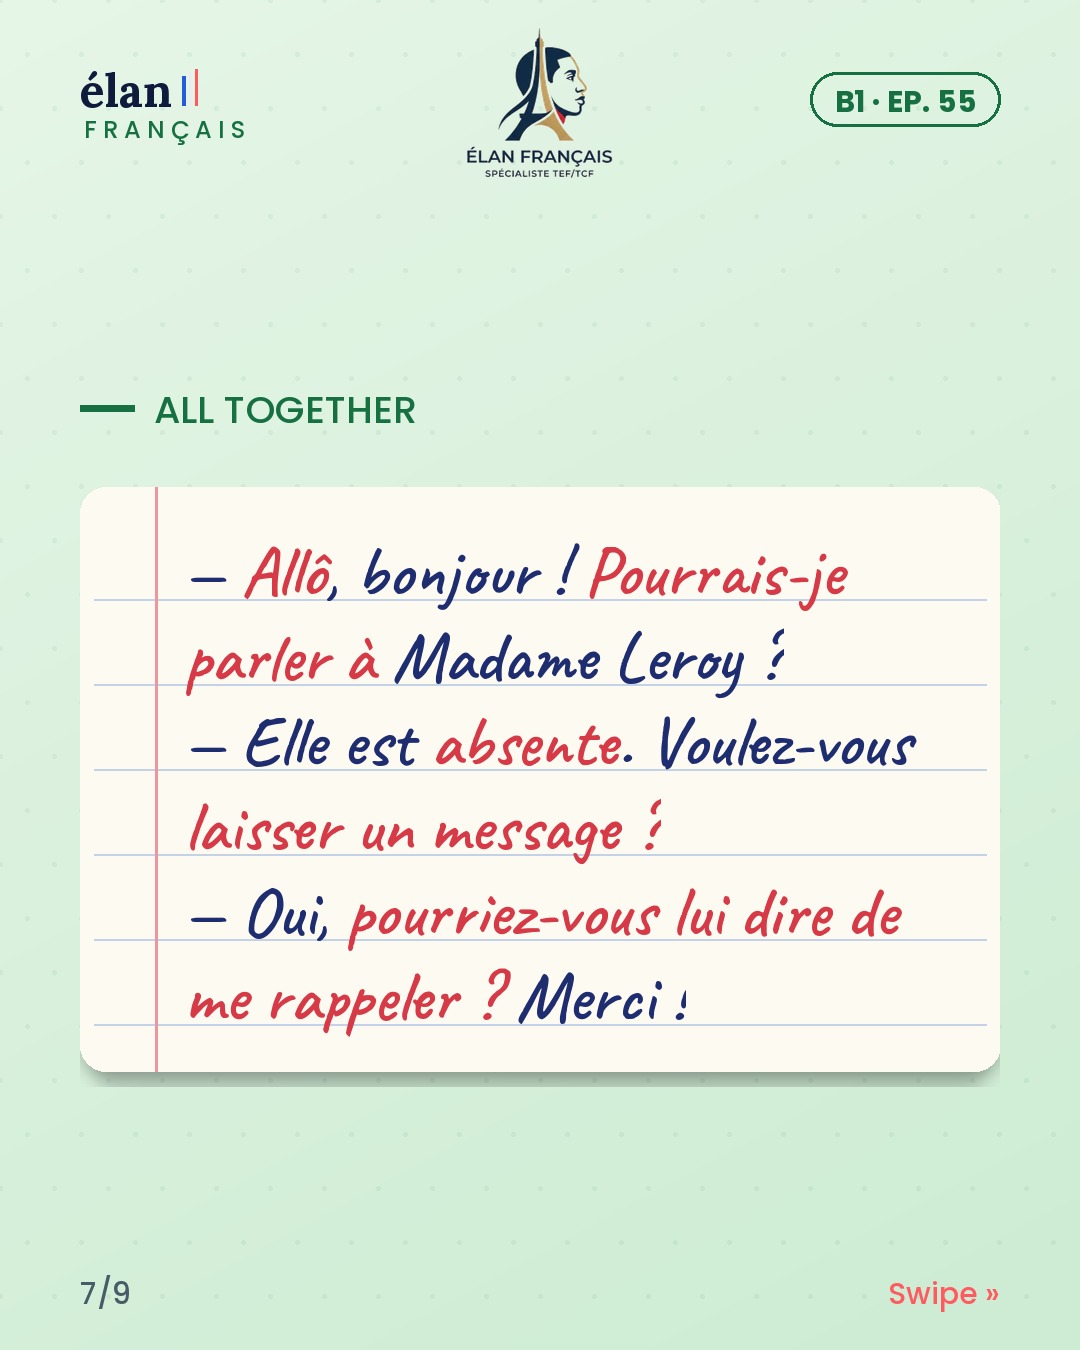 élan
FRANÇAIS
ÉLAN FRANÇAIS
SPÉCIALISTE TEF/TCF
B1 · EP. 55
ALL TOGETHER
— Allô, bonjour ! Pourrais-je
parler à Madame Leroy ?
— Elle est absente. Voulez-vous
laisser un message ?
— Oui, pourriez-vous lui dire de
me rappeler ? Merci !
7/9
Swipe »